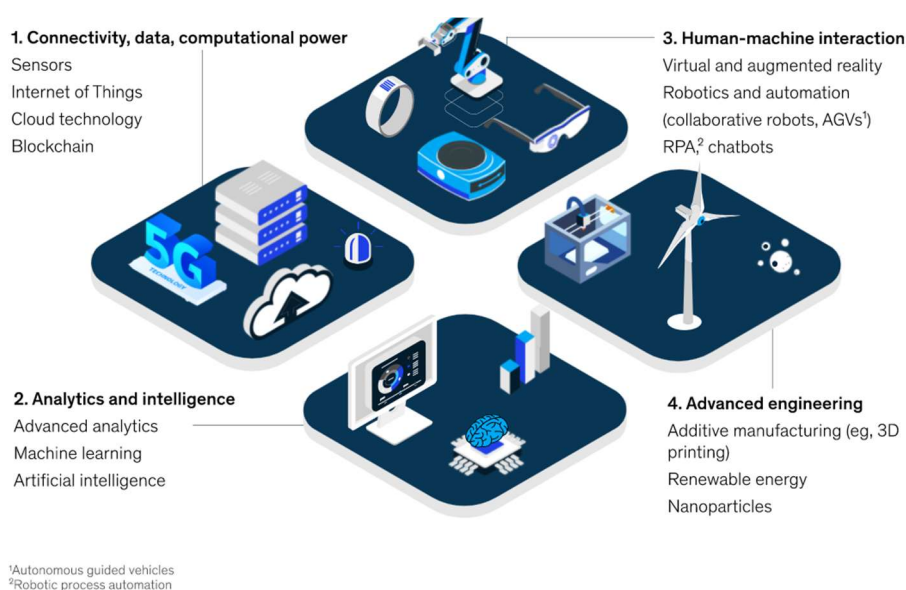 1. Connectivity, data, computational power
Sensors
Internet of Things
Cloud technology
Blockchain
3. Human-machine interaction
Virtual and augmented reality
Robotics and automation
(collaborative robots, AGVs¹)
RPA,² chatbots
5G
TECHNOLOGY
2. Analytics and intelligence
Advanced analytics
Machine learning
Artificial intelligence
4. Advanced engineering
Additive manufacturing (eg, 3D
printing)
Renewable energy
Nanoparticles
¹Autonomous guided vehicles
²Robotic process automation